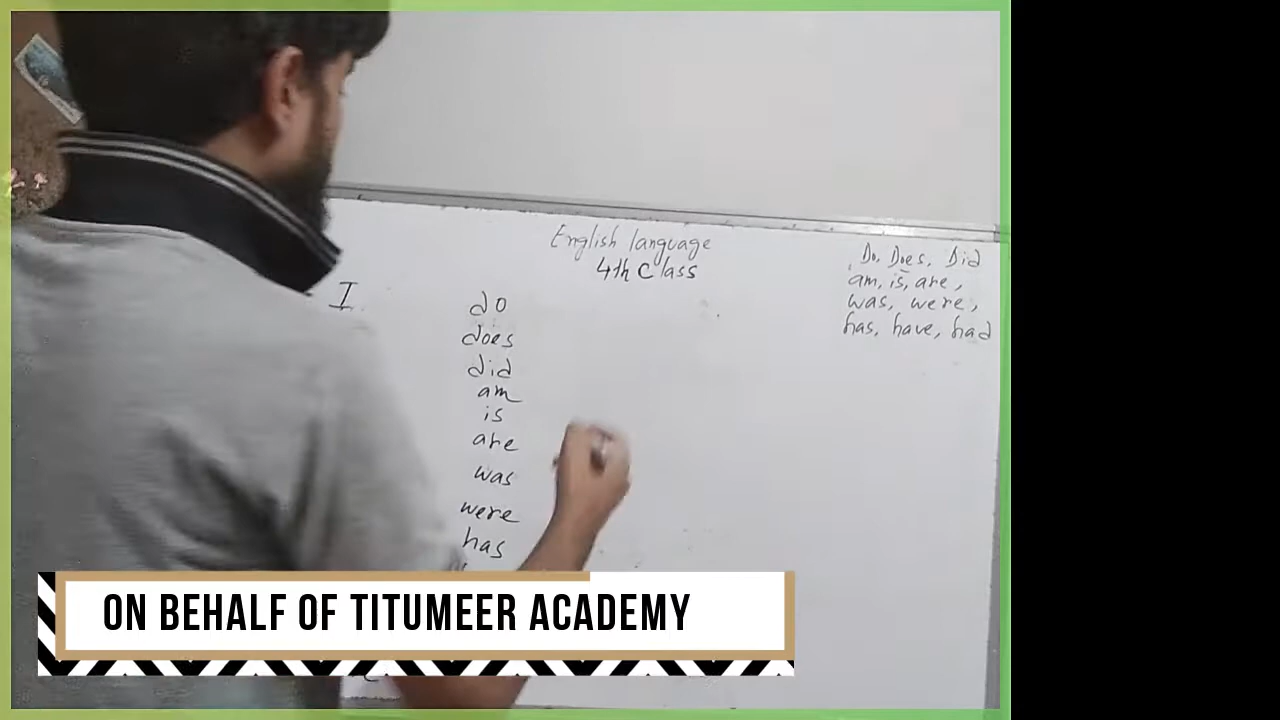 English language
4th Class
Do, Does, Did
am, is, are,
was, were,
has, have, had
I
do
does
did
am
is
are
was
were
has
ON BEHALF OF TITUMEER ACADEMY